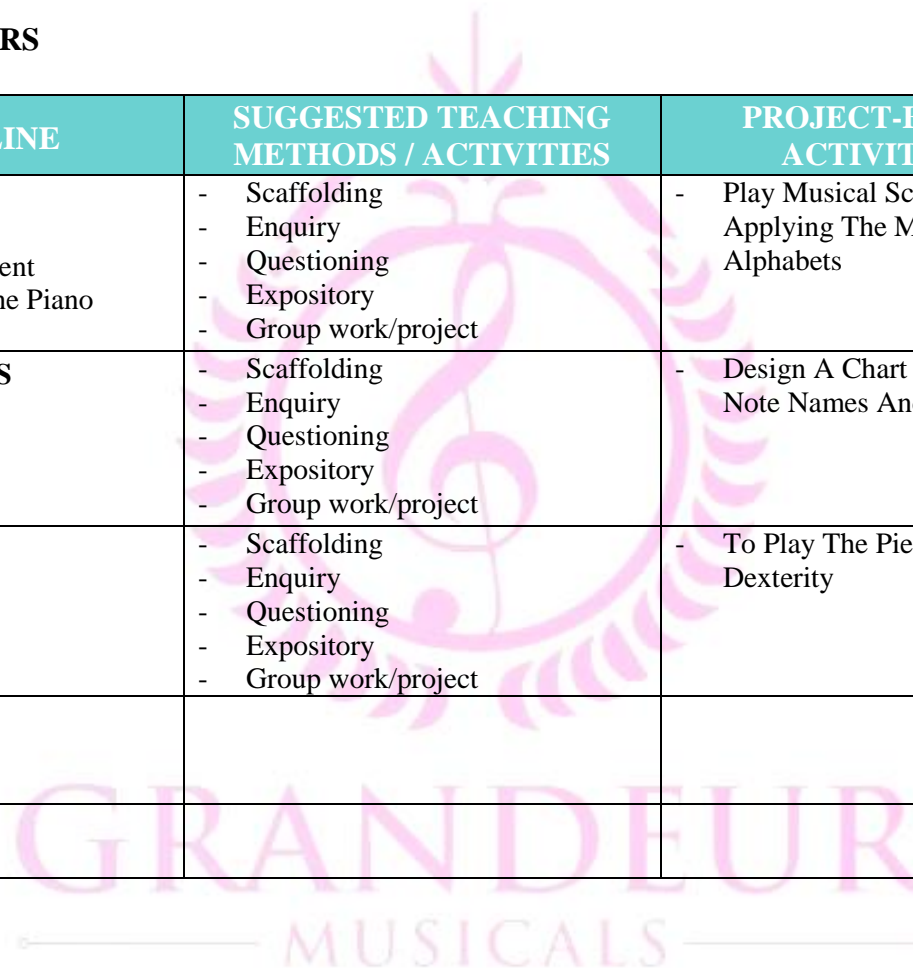 RS
LINE
SUGGESTED TEACHING
METHODS / ACTIVITIES
PROJECT-
ACTIVIT
ent
he Piano
- Scaffolding
- Enquiry
- Questioning
- Expository
- Group work/project
- Play Musical Sc
Applying The M
Alphabets
S
- Scaffolding
- Enquiry
- Questioning
- Expository
- Group work/project
- Design A Chart
Note Names An
- Scaffolding
- Enquiry
- Questioning
- Expository
- Group work/project
- To Play The Pie
Dexterity
GRANDEUR
MUSICALS